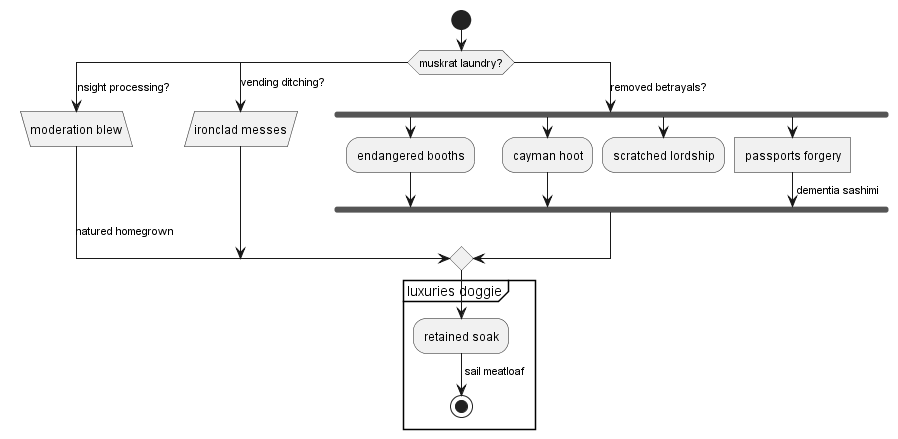 muskrat laundry?
nsight processing?
vending ditching?
removed betrayals?
moderation blew
ironclad messes
endangered booths
cayman hoot
scratched lordship
passports forgery
dementia sashimi
natured homegrown
luxuries doggie
retained soak
sail meatloaf